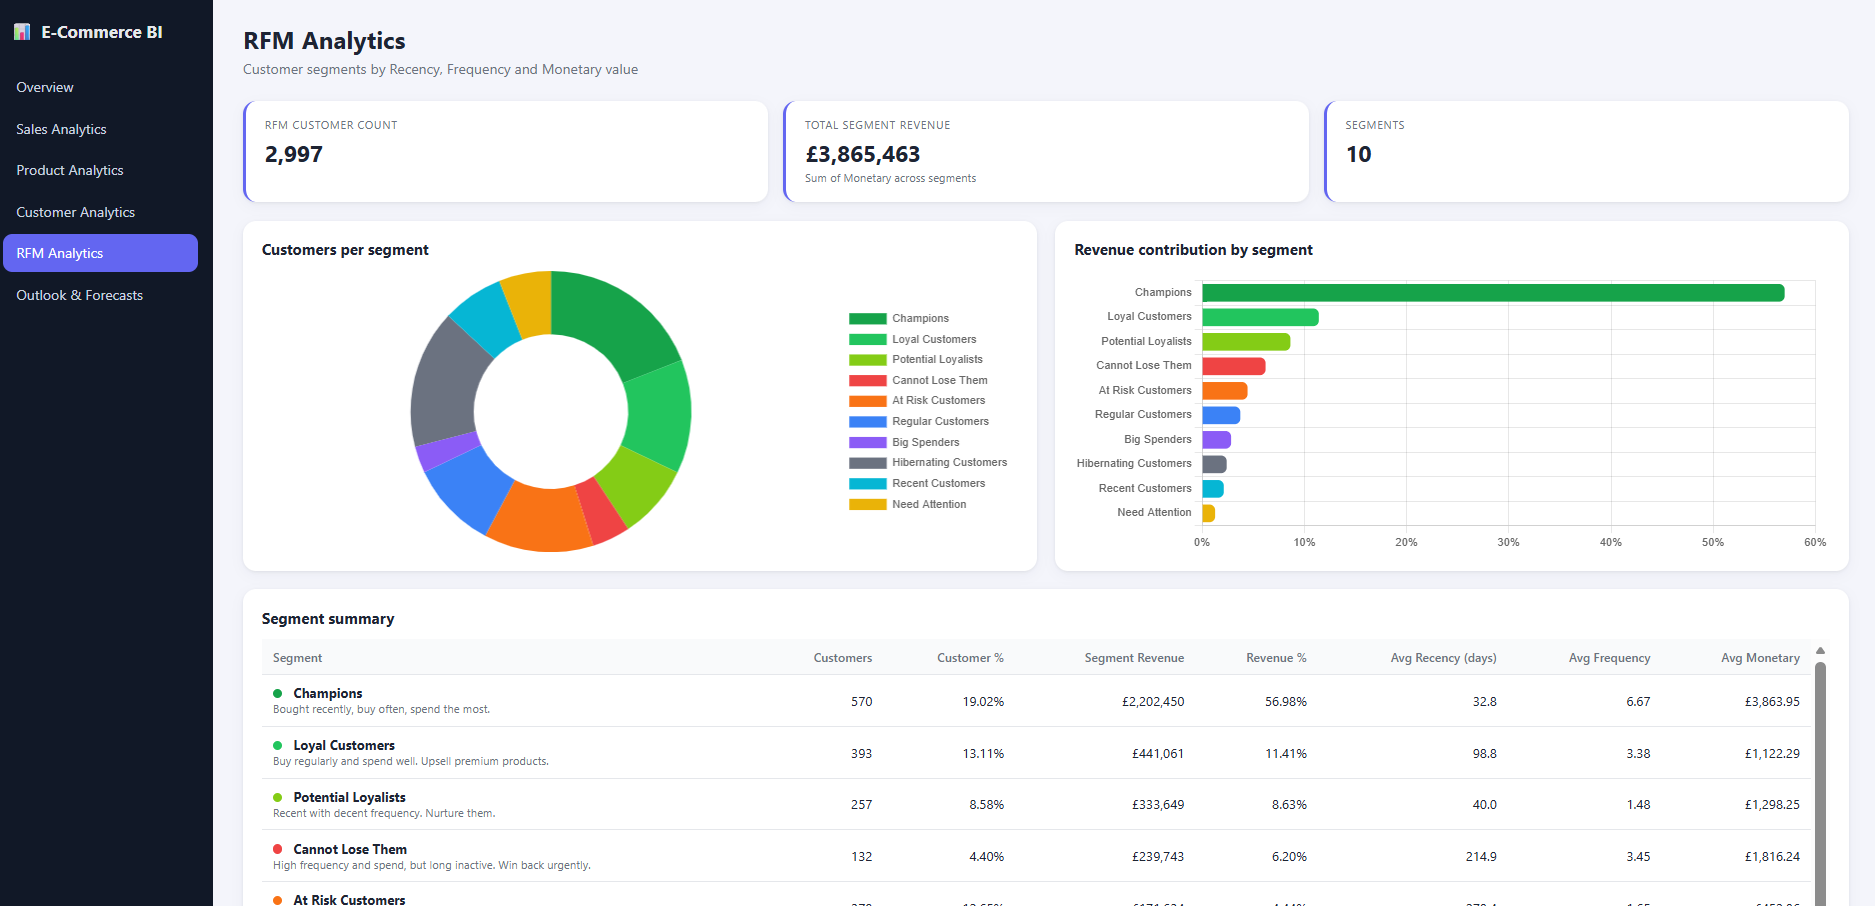 E-Commerce BI
Overview
Sales Analytics
Product Analytics
Customer Analytics
RFM Analytics
Outlook & Forecasts
RFM Analytics
Customer segments by Recency, Frequency and Monetary value
RFM CUSTOMER COUNT
2,997
TOTAL SEGMENT REVENUE
£3,865,463
Sum of Monetary across segments
SEGMENTS
10
Customers per segment
Champions
Loyal Customers
Potential Loyalists
Cannot Lose Them
At Risk Customers
Regular Customers
Big Spenders
Hibernating Customers
Recent Customers
Need Attention
Revenue contribution by segment
Champions
Loyal Customers
Potential Loyalists
Cannot Lose Them
At Risk Customers
Regular Customers
Big Spenders
Hibernating Customers
Recent Customers
Need Attention
0% 10% 20% 30% 40% 50% 60%
Segment summary
Segment Customers Customer % Segment Revenue Revenue % Avg Recency (days) Avg Frequency Avg Monetary
Champions 570 19.02% £2,202,450 56.98% 32.8 6.67 £3,863.95
Bought recently, buy often, spend the most.
Loyal Customers 393 13.11% £441,061 11.41% 98.8 3.38 £1,122.29
Buy regularly and spend well. Upsell premium products.
Potential Loyalists 257 8.58% £333,649 8.63% 40.0 1.48 £1,298.25
Recent with decent frequency. Nurture them.
Cannot Lose Them 132 4.40% £239,743 6.20% 214.9 3.45 £1,816.24
High frequency and spend, but long inactive. Win back urgently.
At Risk Customers